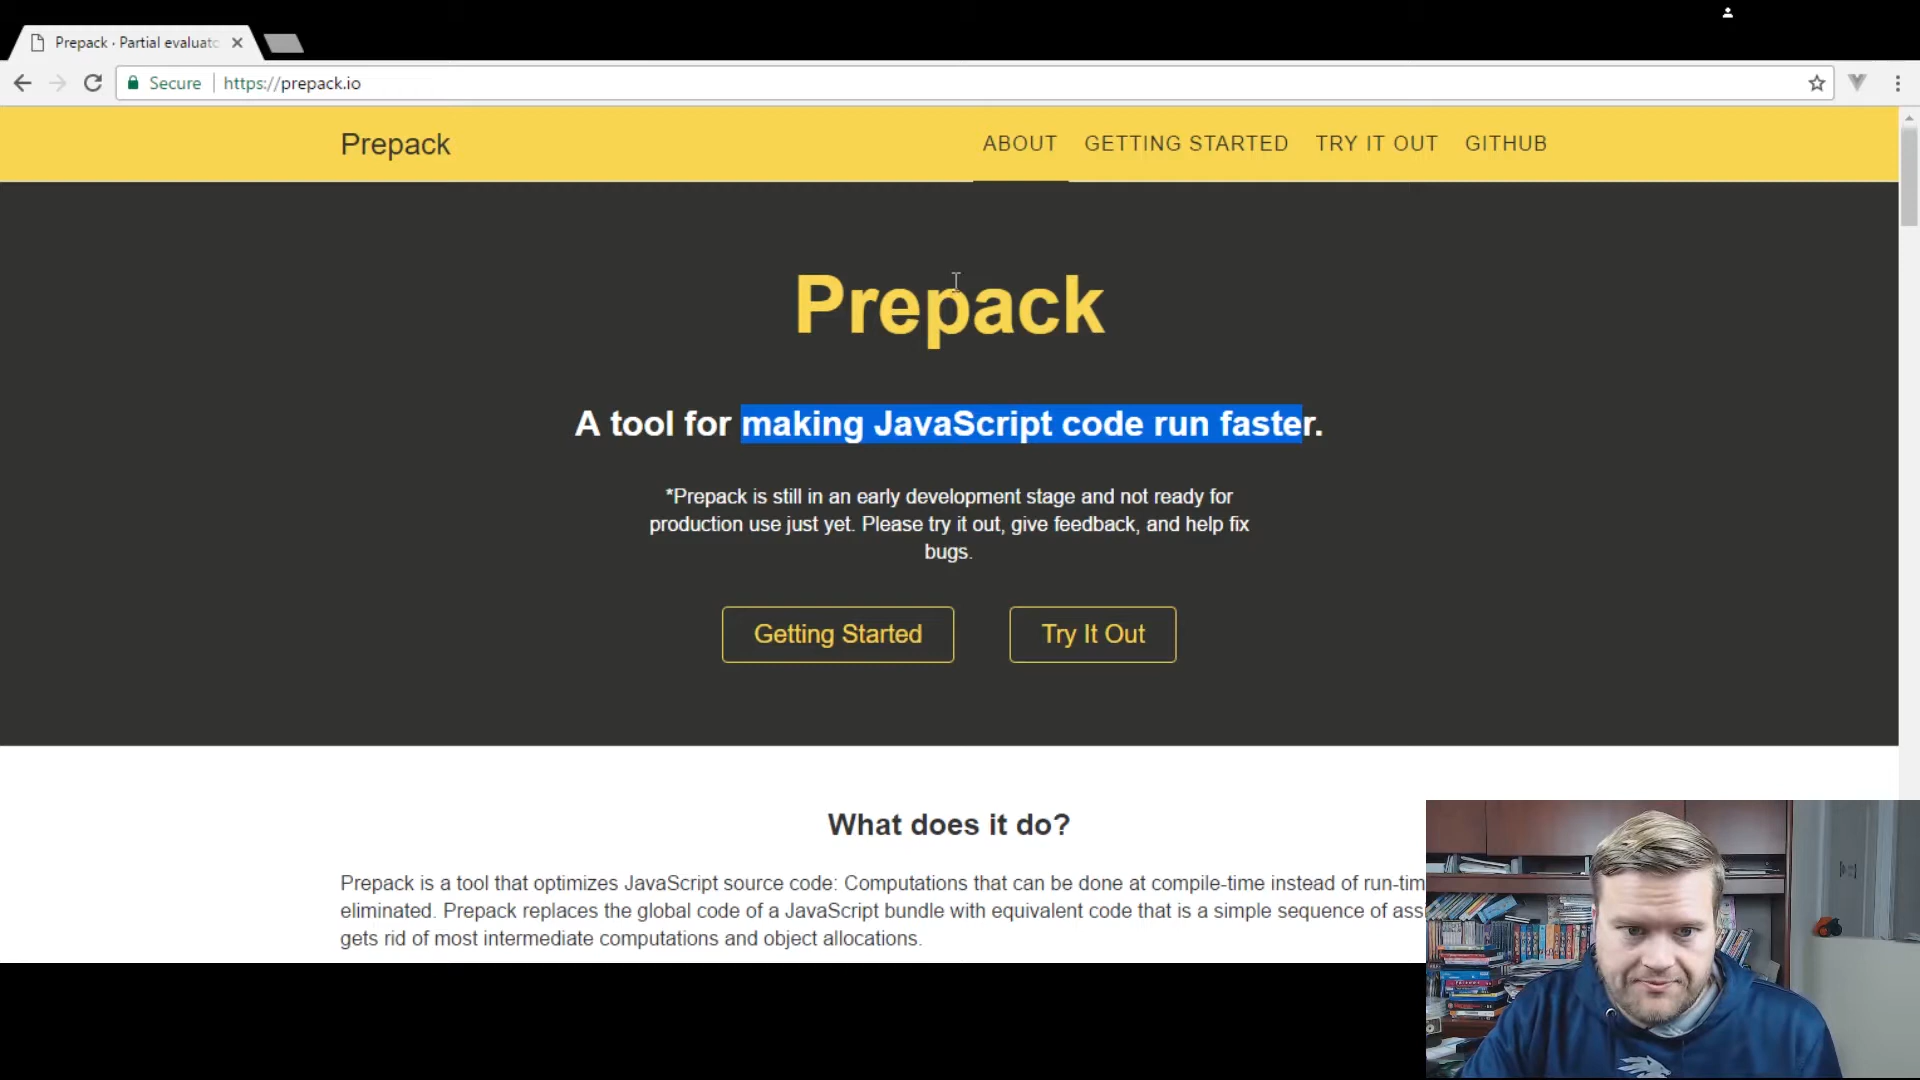 Prepack · Partial evaluato
Secure https://prepack.io
Prepack ABOUT GETTING STARTED TRY IT OUT GITHUB
Prepack
A tool for making JavaScript code run faster.
*Prepack is still in an early development stage and not ready for
production use just yet. Please try it out, give feedback, and help fix
bugs.
Getting Started Try It Out
What does it do?
Prepack is a tool that optimizes JavaScript source code: Computations that can be done at compile-time instead of run-tim
eliminated. Prepack replaces the global code of a JavaScript bundle with equivalent code that is a simple sequence of assi
gets rid of most intermediate computations and object allocations.